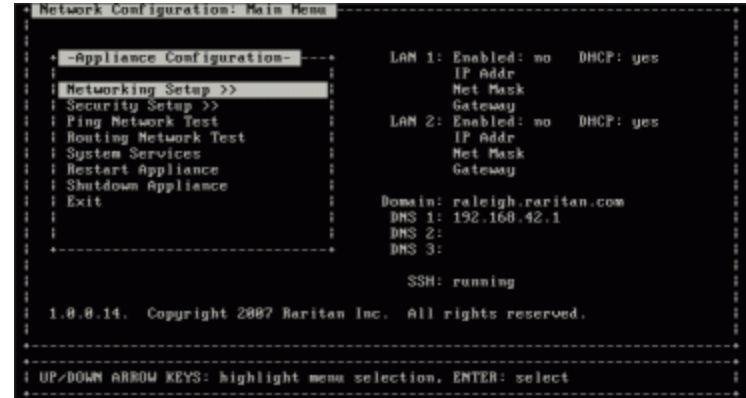 Network Configuration: Main Menu
-Appliance Configuration-
Networking Setup >>
Security Setup >>
Ping Network Test
Routing Network Test
System Services
Restart Appliance
Shutdown Appliance
Exit
LAN 1: Enabled: no DHCP: yes
IP Addr
Net Mask
Gateway
LAN 2: Enabled: no DHCP: yes
IP Addr
Net Mask
Gateway
Domain: raleigh.raritan.com
DNS 1: 192.168.42.1
DNS 2:
DNS 3:
SSH: running
1.0.0.14. Copyright 2007 Raritan Inc. All rights reserved.
UP/DOWN ARROW KEYS: highlight menu selection, ENTER: select